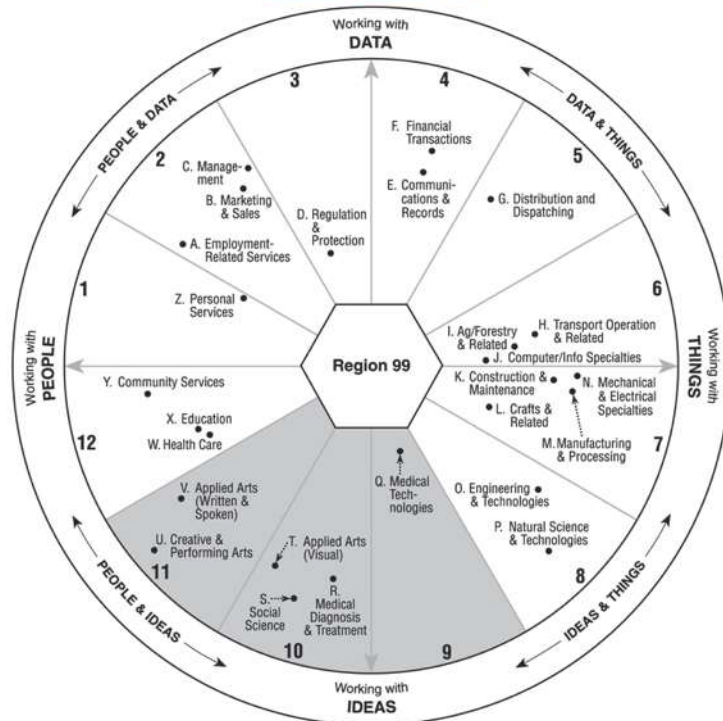 Working with
DATA
PEOPLE & DATA
DATA & THINGS
3
4
2
5
F. Financial
Transactions
C. Manage-
ment
E. Communi-
cations
& Records
B. Marketing
& Sales
G. Distribution and
Dispatching
D. Regulation
&
Protection
A. Employment-
Related Services
1
6
Z. Personal
Services
H. Transport Operation
& Related
I. Ag/Forestry
& Related
J. Computer/Info Specialties
Working with
PEOPLE
Region 99
THINGS
Working with
Y. Community Services
K. Construction &
Maintenance
N. Mechanical
& Electrical
Specialties
X. Education
W. Health Care
L. Crafts &
Related
M. Manufacturing
& Processing
12
7
Q. Medical
Tech-
nologies
V. Applied Arts
(Written &
Spoken)
O. Engineering
& Technologies
U. Creative &
Performing Arts
T. Applied Arts
(Visual)
P. Natural Science
& Technologies
11
8
S.
Social
Science
R.
Medical
Diagnosis
& Treatment
10
9
PEOPLE & IDEAS
IDEAS & THINGS
Working with
IDEAS